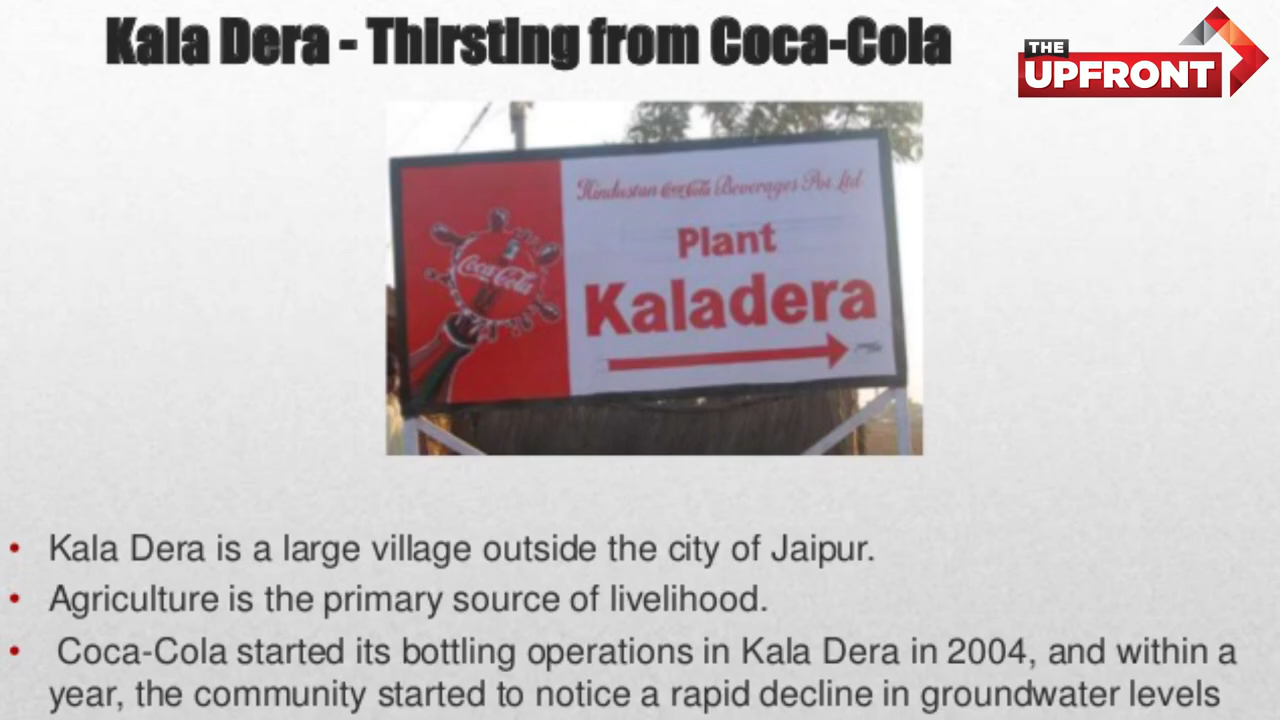 Kala Dera - Thirsting from Coca-Cola
THE
UPFRONT
Hindustan Coca-Cola Beverages Pvt. Ltd.
Plant
Coca-Cola
Kaladera
• Kala Dera is a large village outside the city of Jaipur.
• Agriculture is the primary source of livelihood.
• Coca-Cola started its bottling operations in Kala Dera in 2004, and within a
year, the community started to notice a rapid decline in groundwater levels